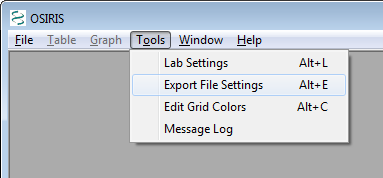 OSIRIS
File Table Graph Tools Window Help
Lab Settings Alt+L
Export File Settings Alt+E
Edit Grid Colors Alt+C
Message Log